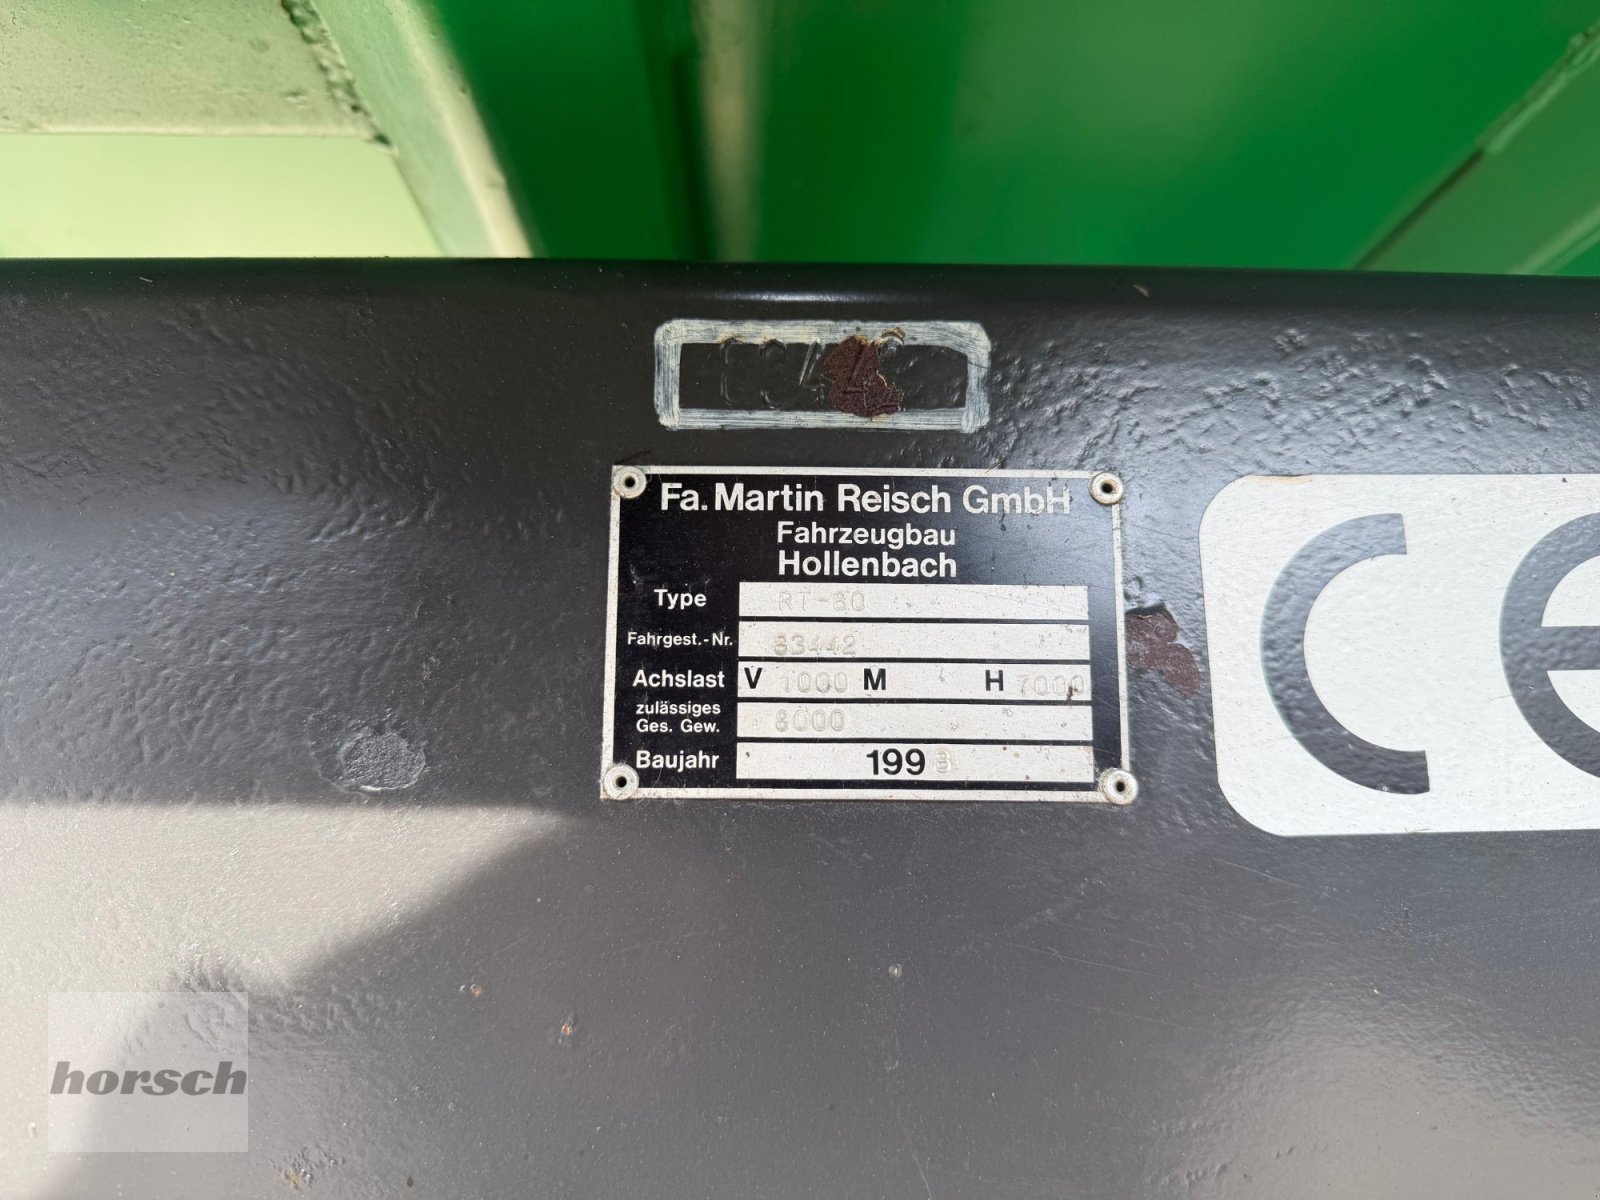 Fa. Martin Reisch GmbH
Fahrzeugbau
Hollenbach
Type RT-80
Fahrgest.-Nr. 83442
Achslast V 1000 M H 7000
zulässiges
Ges. Gew. 8000
Baujahr 1998
CE
horsch